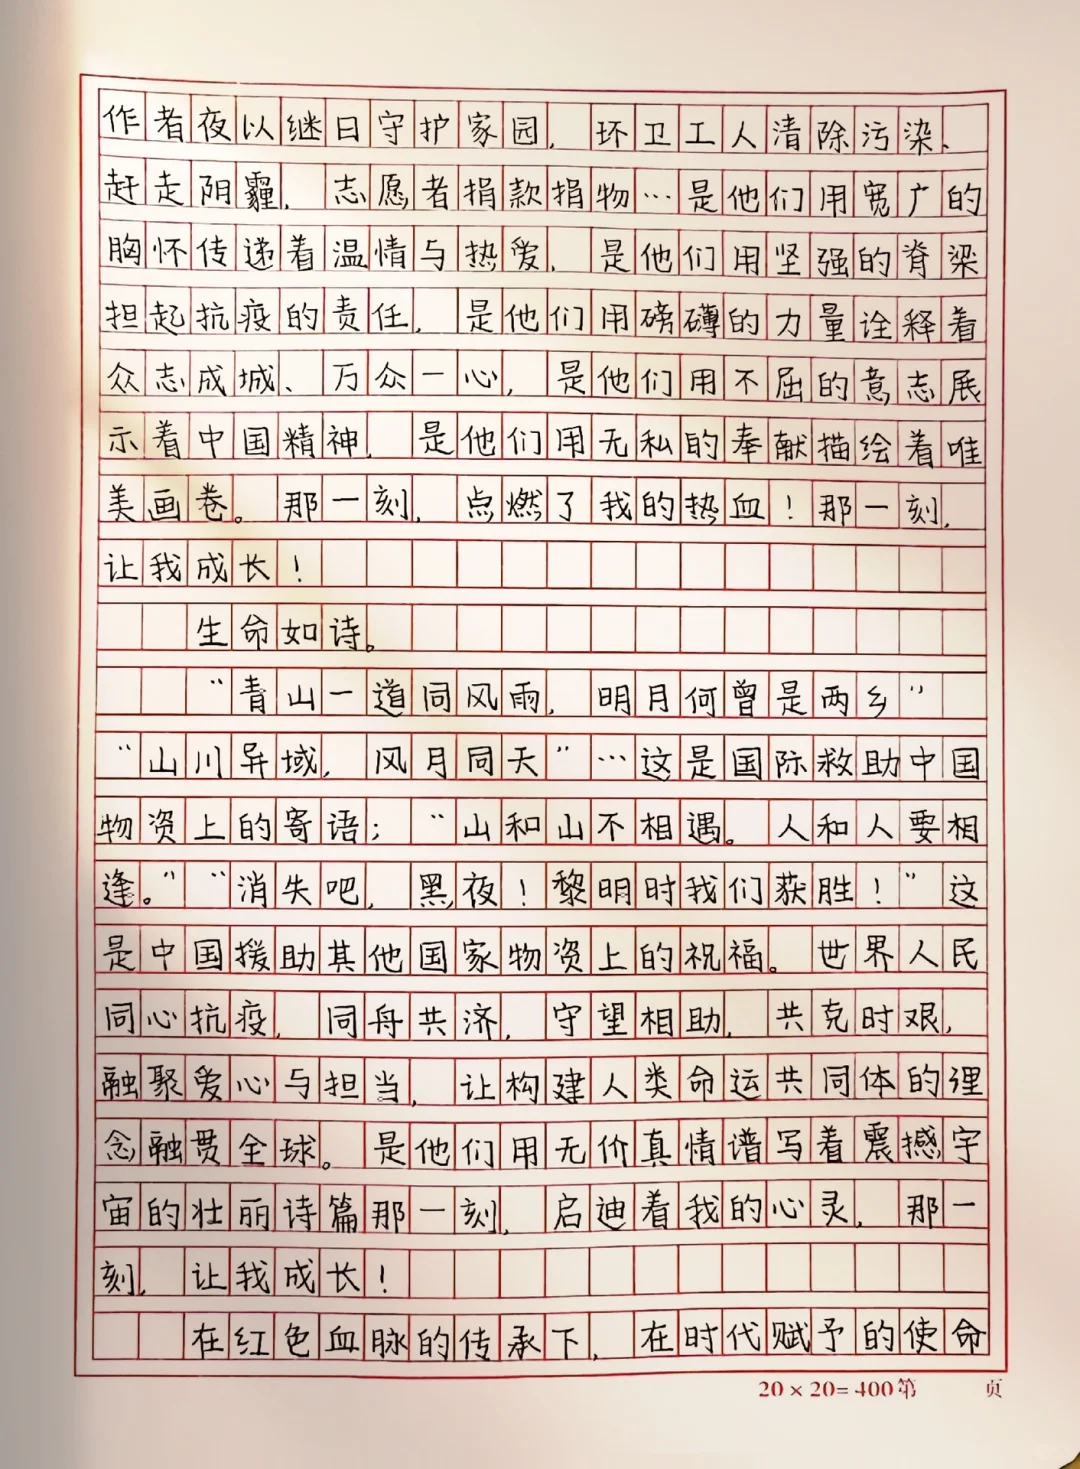 作者夜以继日守护家园，环卫工人清除污染、
赶走阴霾，志愿者捐款捐物…是他们用宽广的
胸怀传递着温情与热爱，是他们用坚强的脊梁
担起抗疫的责任，是他们用磅礴的力量诠释着
众志成城、万众一心，是他们用不屈的意志展
示着中国精神，是他们用无私的奉献描绘着唯
美画卷。那一刻，点燃了我的热血！那一刻，
让我成长！
生命如诗。
“青山一道同风雨，明月何曾是两乡”
“山川异域，风月同天”…这是国际救助中国
物资上的寄语；“山和山不相遇。人和人要相
逢。”“消失吧，黑夜！黎明时我们获胜！”这
是中国援助其他国家物资上的祝福。世界人民
同心抗疫，同舟共济，守望相助，共克时艰，
融聚爱心与担当，让构建人类命运共同体的理
念融贯全球。是他们用无价真情谱写着震撼宇
宙的壮丽诗篇那一刻，启迪着我的心灵，那一
刻，让我成长！
在红色血脉的传承下，在时代赋予的使命
20×20=400第 页